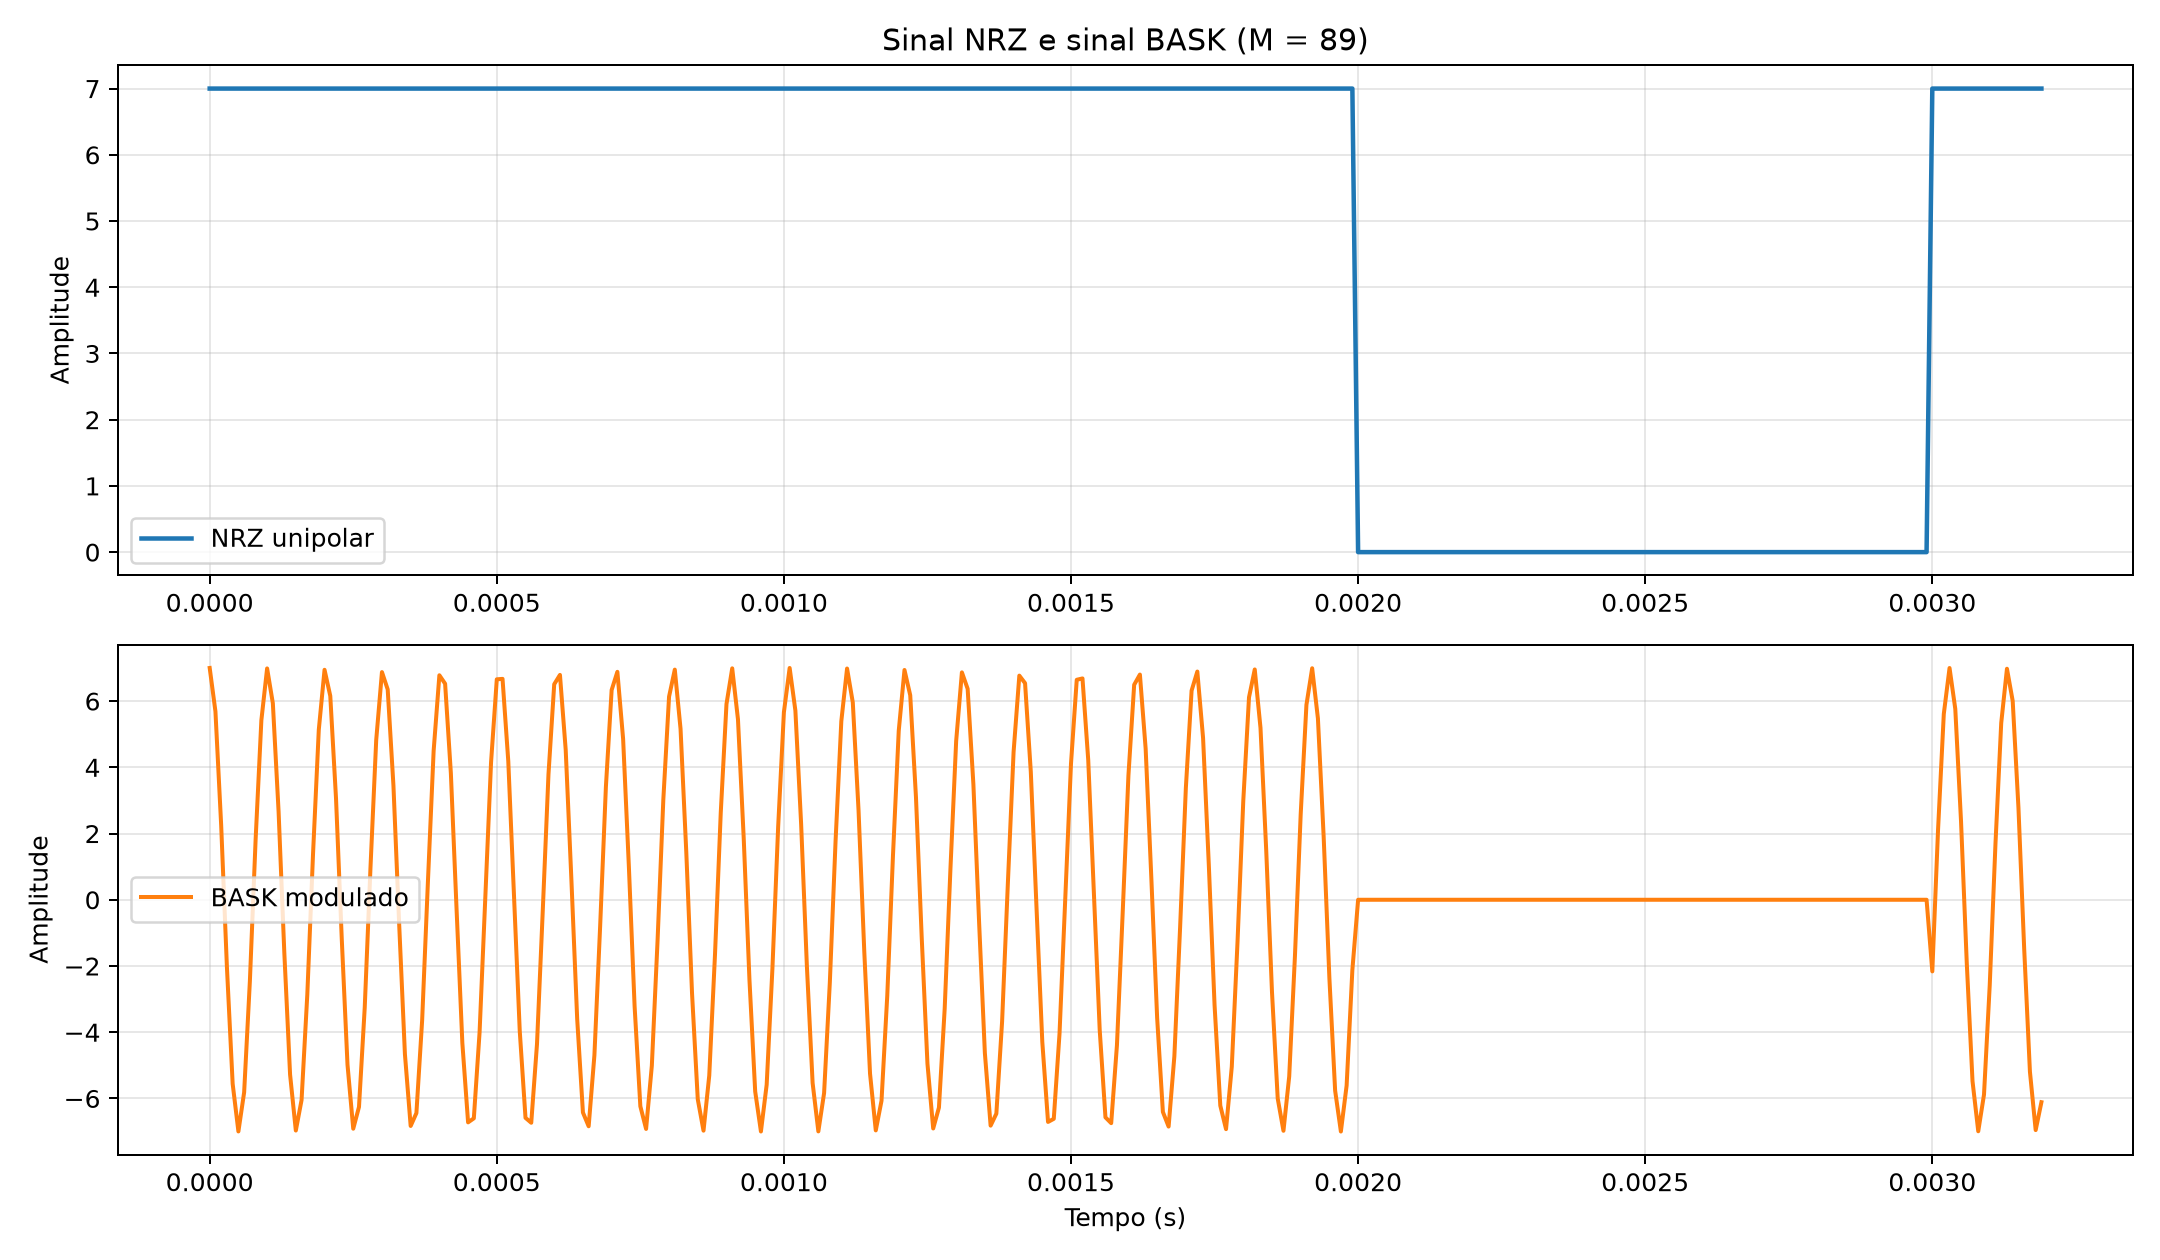 Sinal NRZ e sinal BASK (M = 89)
Amplitude
7
6
5
4
3
2
1
0
NRZ unipolar
0.0000 0.0005 0.0010 0.0015 0.0020 0.0025 0.0030
Amplitude
6
4
2
0
−2
−4
−6
BASK modulado
0.0000 0.0005 0.0010 0.0015 0.0020 0.0025 0.0030
Tempo (s)